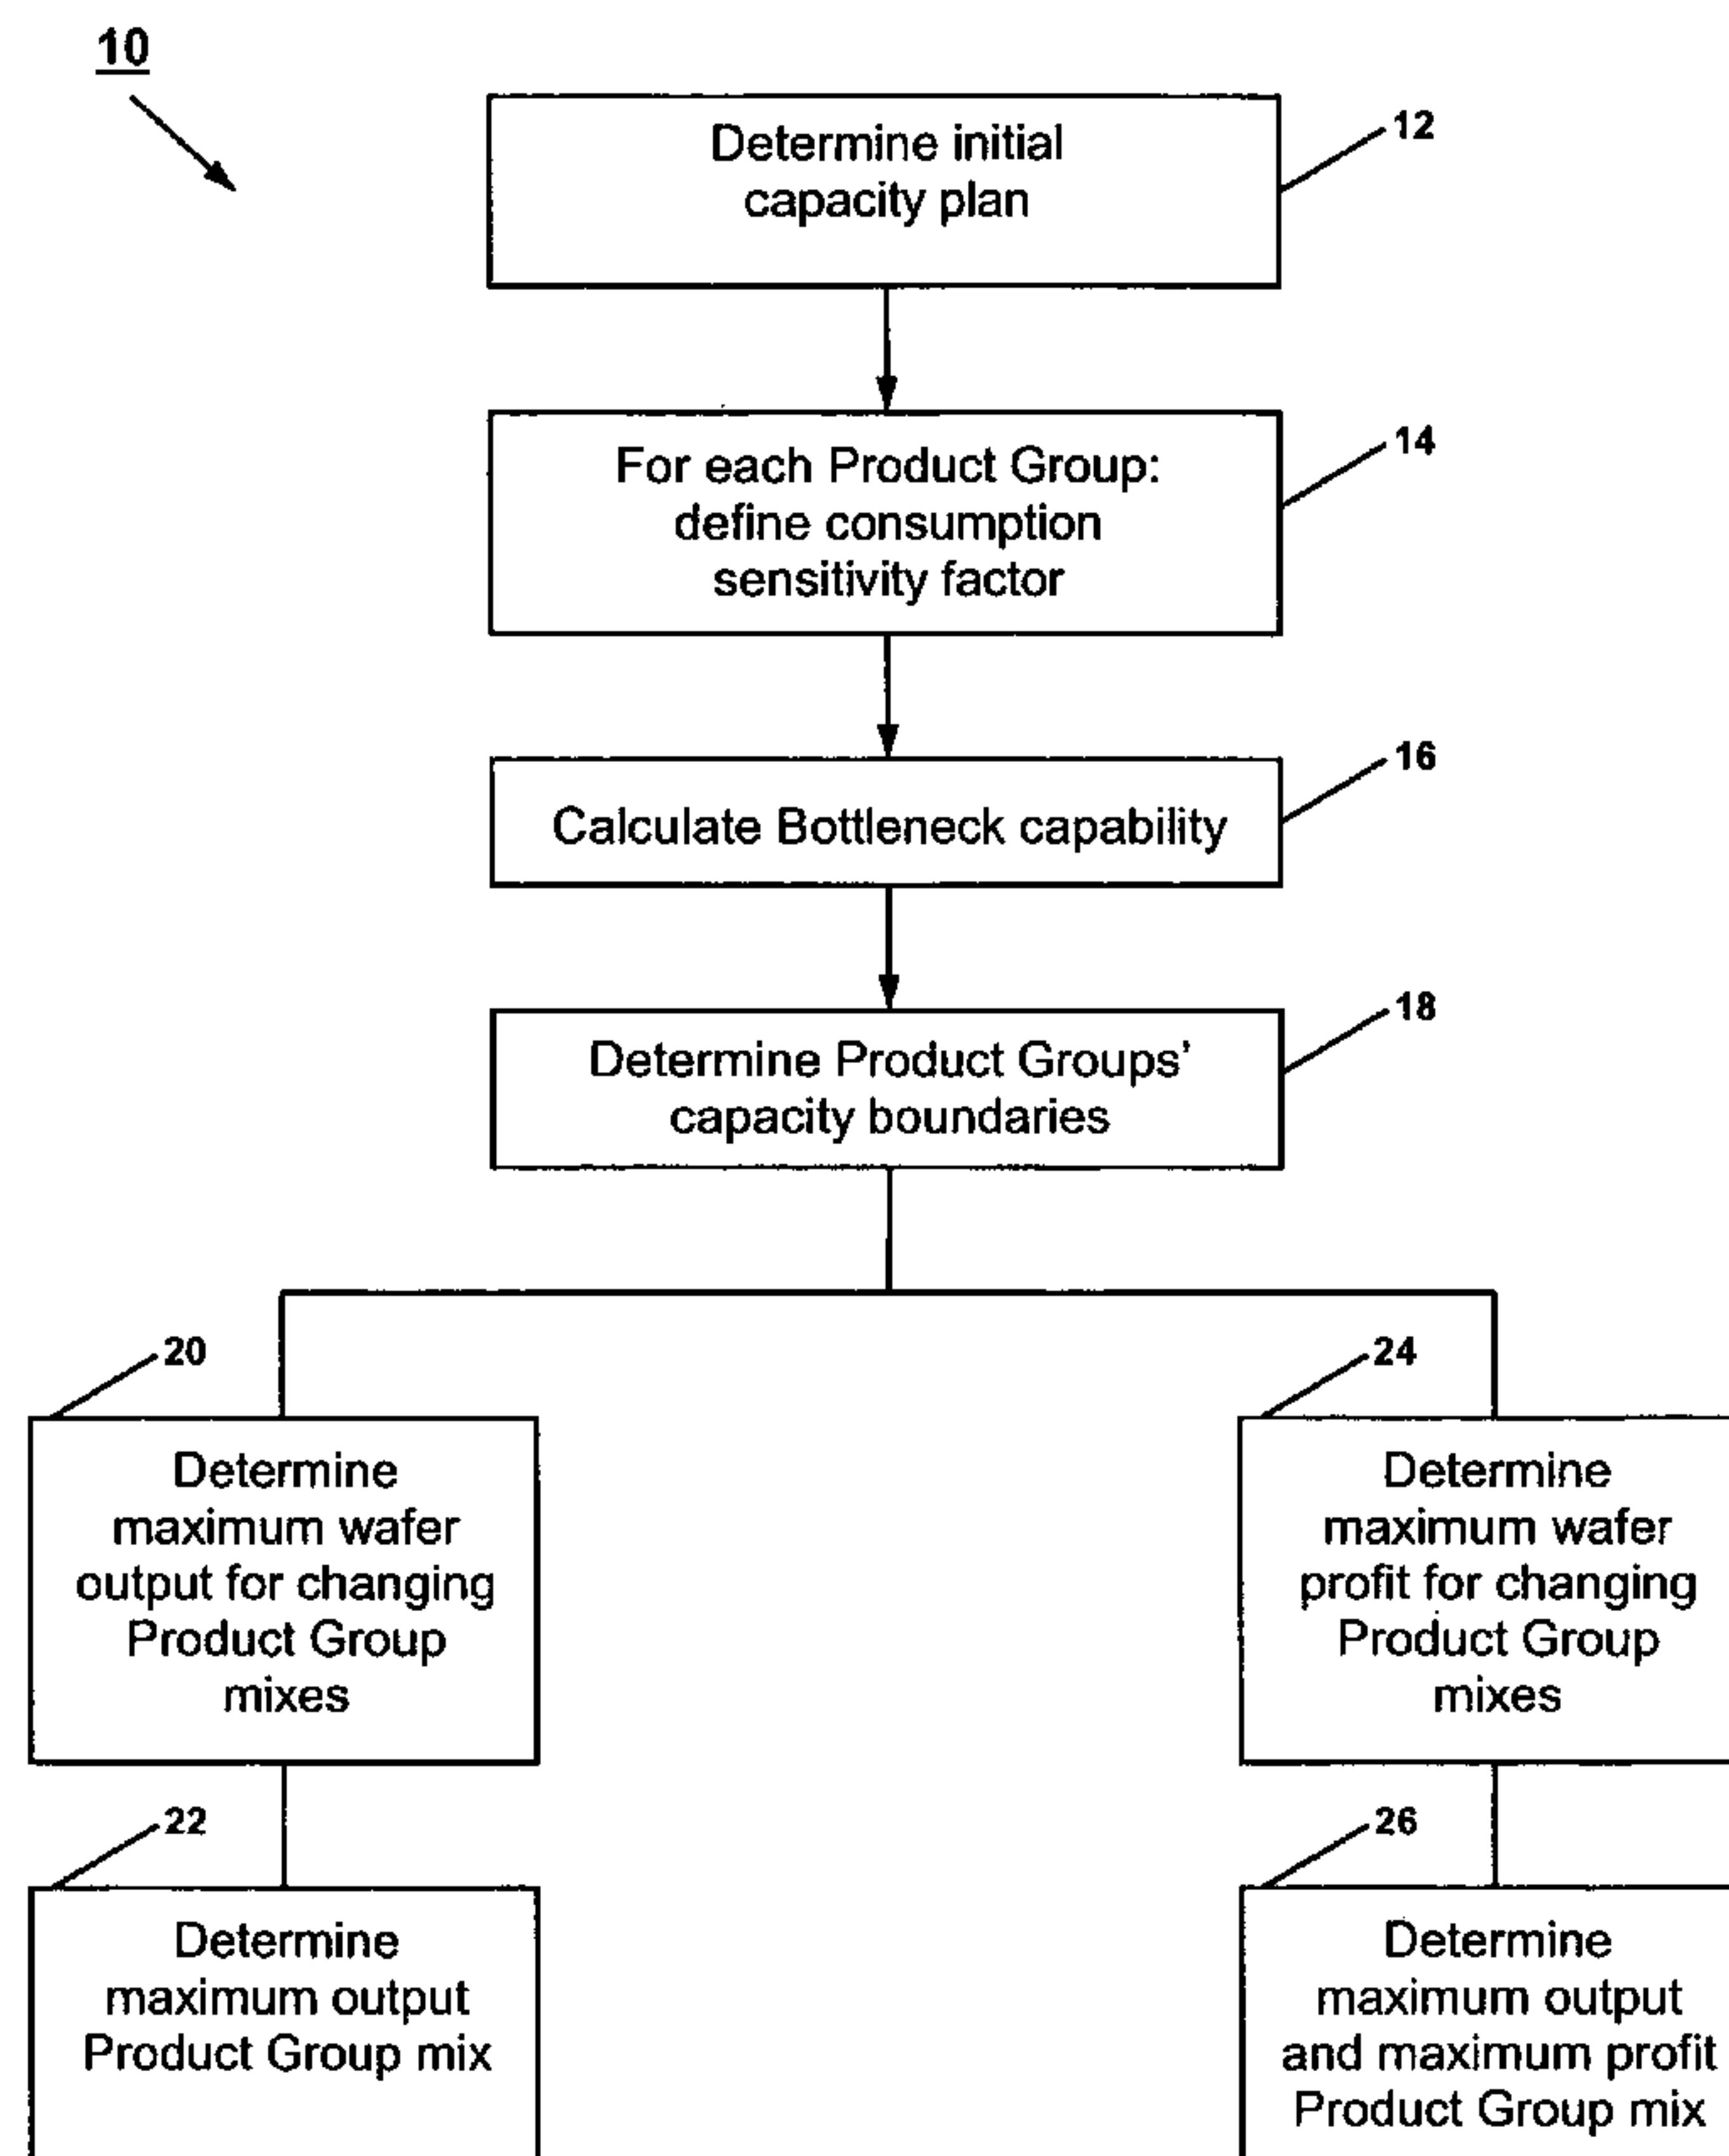 10
Determine initial
capacity plan
12
For each Product Group:
define consumption
sensitivity factor
14
Calculate Bottleneck capability
16
Determine Product Groups'
capacity boundaries
18
20
Determine
maximum wafer
output for changing
Product Group
mixes
24
Determine
maximum wafer
profit for changing
Product Group
mixes
22
Determine
maximum output
Product Group mix
26
Determine
maximum output
and maximum profit
Product Group mix